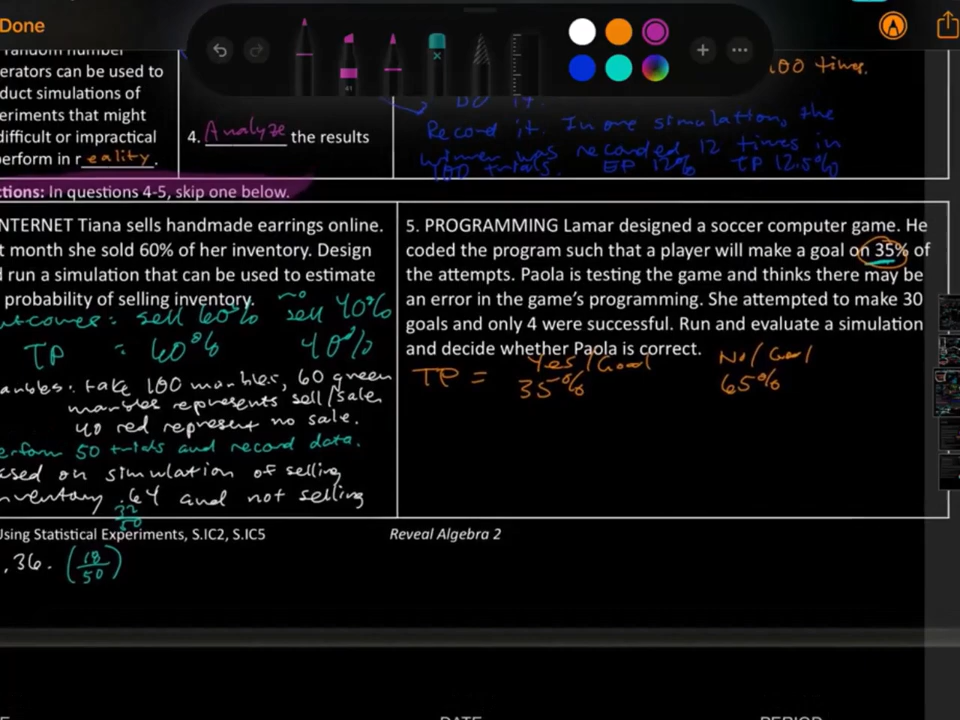 Done
random number
erators can be used to
duct simulations of
eriments that might
difficult or impractical
perform in r eality.
4. Analyze the results
100 times.
Do it.
Record it. In one simulation, the
winner was recorded 12 times in
100 trials. EP 12% TP 12.5%
ctions: In questions 4-5, skip one below.
NTERNET Tiana sells handmade earrings online.
t month she sold 60% of her inventory. Design
d run a simulation that can be used to estimate
probability of selling inventory.
utcomes = sell 60% no sell 40%
TP = 60% 40%
arbles: take 100 marbles, 60 green
marbles represents sell/sales
40 red represent no sale.
erform 50 trials and record data.
ased on simulation of selling
nventory .64 and not selling
32/50
.36. (18/50)
5. PROGRAMMING Lamar designed a soccer computer game. He
coded the program such that a player will make a goal on 35% of
the attempts. Paola is testing the game and thinks there may be
an error in the game's programming. She attempted to make 30
goals and only 4 were successful. Run and evaluate a simulation
and decide whether Paola is correct.
Yes/Goal No/Goal
TP = 35% 65%
Using Statistical Experiments, S.IC2, S.IC5
Reveal Algebra 2
DATE
PERIOD